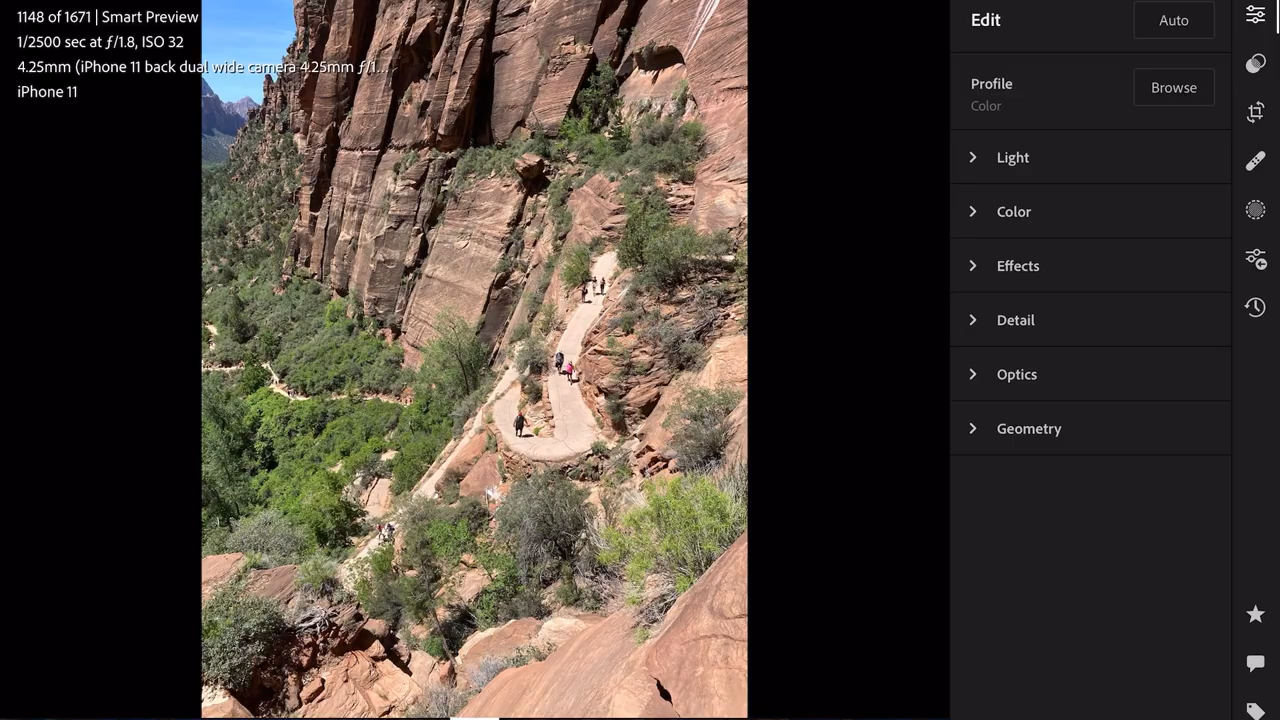 1148 of 1671 | Smart Preview
1/2500 sec at ƒ/1.8, ISO 32
4.25mm (iPhone 11 back dual wide camera 4.25mm ƒ/1...
iPhone 11
Edit
Auto
Profile
Color
Browse
Light
Color
Effects
Detail
Optics
Geometry